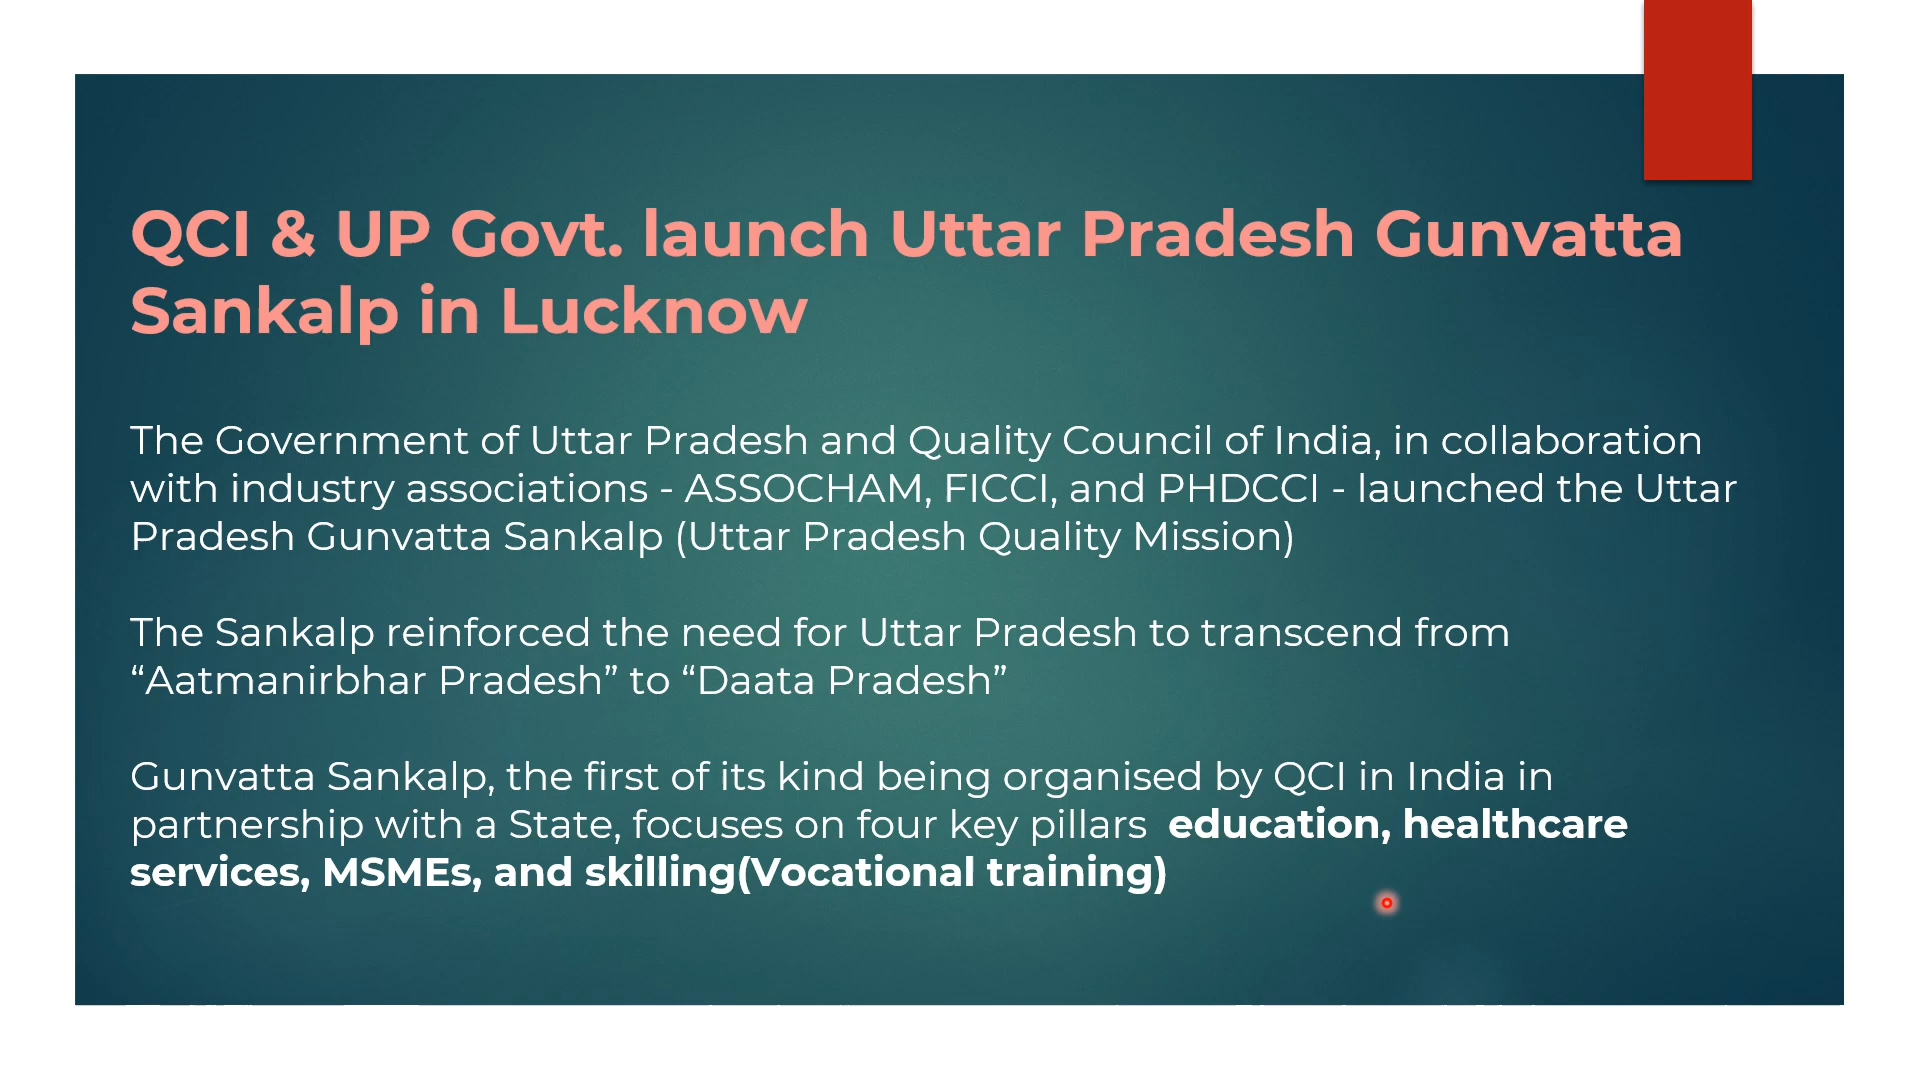 QCI & UP Govt. launch Uttar Pradesh Gunvatta
Sankalp in Lucknow
The Government of Uttar Pradesh and Quality Council of India, in collaboration
with industry associations - ASSOCHAM, FICCI, and PHDCCI - launched the Uttar
Pradesh Gunvatta Sankalp (Uttar Pradesh Quality Mission)
The Sankalp reinforced the need for Uttar Pradesh to transcend from
“Aatmanirbhar Pradesh” to “Daata Pradesh”
Gunvatta Sankalp, the first of its kind being organised by QCI in India in
partnership with a State, focuses on four key pillars  education, healthcare
services, MSMEs, and skilling(Vocational training)